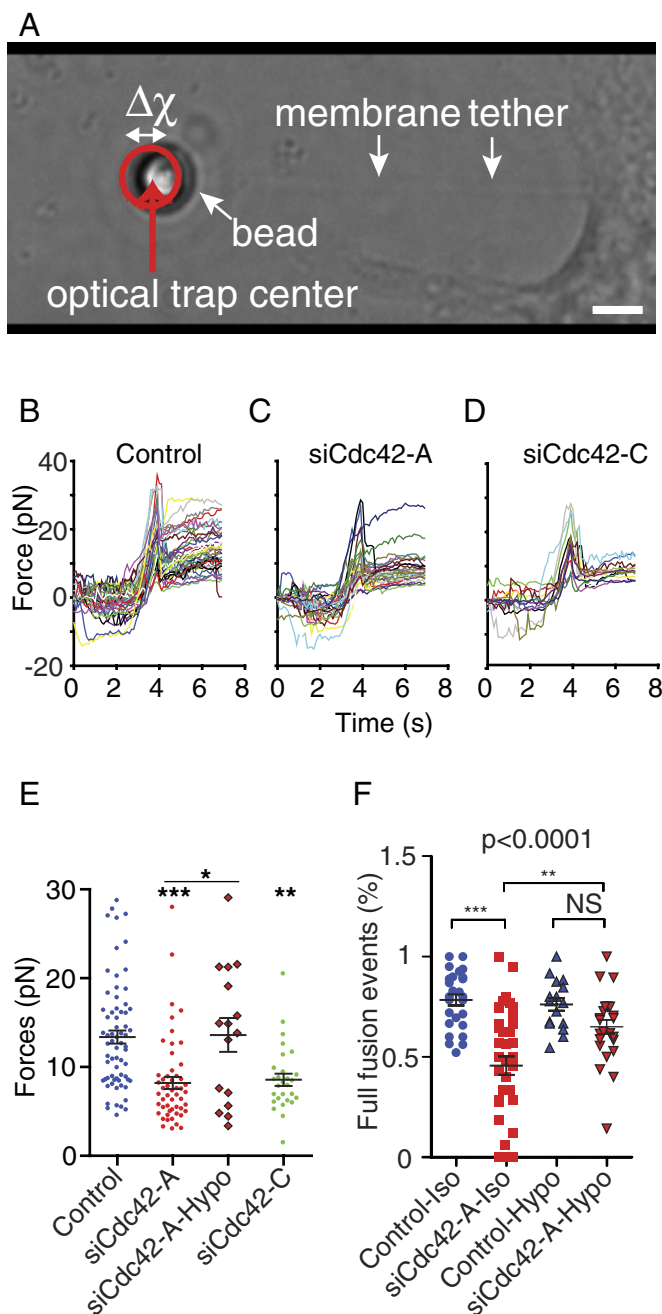 A
Δχ
membrane tether
bead
optical trap center
B C D
Control siCdc42-A siCdc42-C
Force (pN)
40
20
0
-20
0 2 4 6 8 0 2 4 6 8 0 2 4 6 8
Time (s)
E
Forces (pN)
30
20
10
0
*
*** **
Control
siCdc42-A
siCdc42-A-Hypo
siCdc42-C
F
p<0.0001
Full fusion events (%)
1.5
1
0.5
0
**
***
NS
Control-Iso
siCdc42-A-Iso
Control-Hypo
siCdc42-A-Hypo